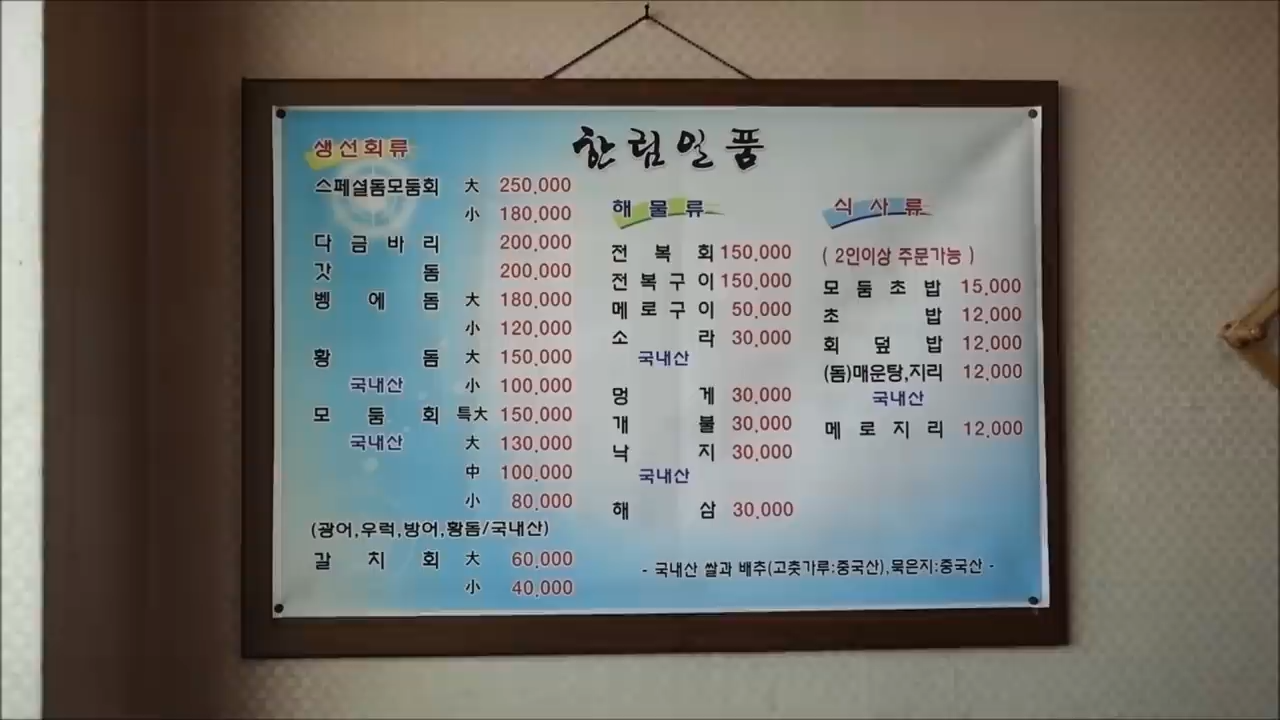 한림일품
생선회류
스페셜돔모둠회 大 250,000
小 180,000
다금바리 200,000
갓돔 200,000
벵에돔 大 180,000
小 120,000
황돔 大 150,000
국내산 小 100,000
모둠회 특大 150,000
국내산 大 130,000
中 100,000
小 80,000
(광어,우럭,방어,황돔/국내산)
갈치회 大 60,000
小 40,000
해물류
전복회 150,000
전복구이 150,000
메로구이 50,000
소라 30,000
국내산
멍게 30,000
개불 30,000
낙지 30,000
국내산
해삼 30,000
식사류
( 2인이상 주문가능 )
모둠초밥 15,000
초밥 12,000
회덮밥 12,000
(돔)매운탕,지리 12,000
국내산
메로지리 12,000
- 국내산 쌀과 배추(고춧가루:중국산),묵은지:중국산 -